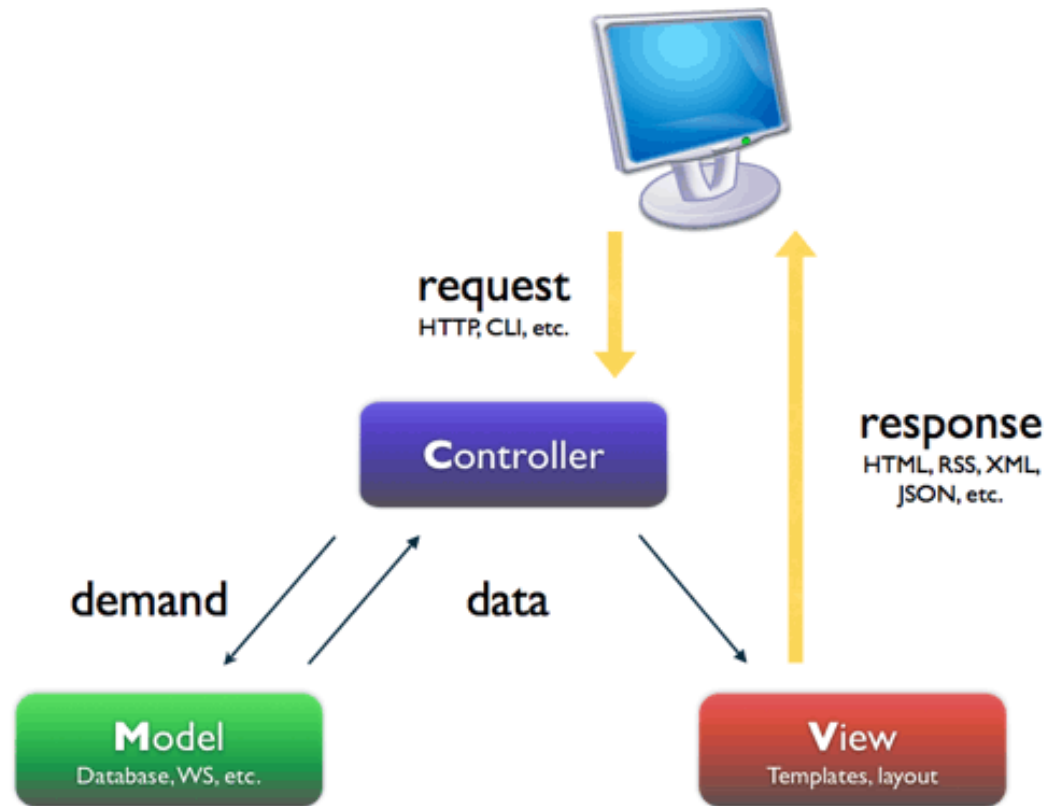 request
HTTP, CLI, etc.
Controller
response
HTML, RSS, XML,
JSON, etc.
demand
data
Model
Database, WS, etc.
View
Templates, layout